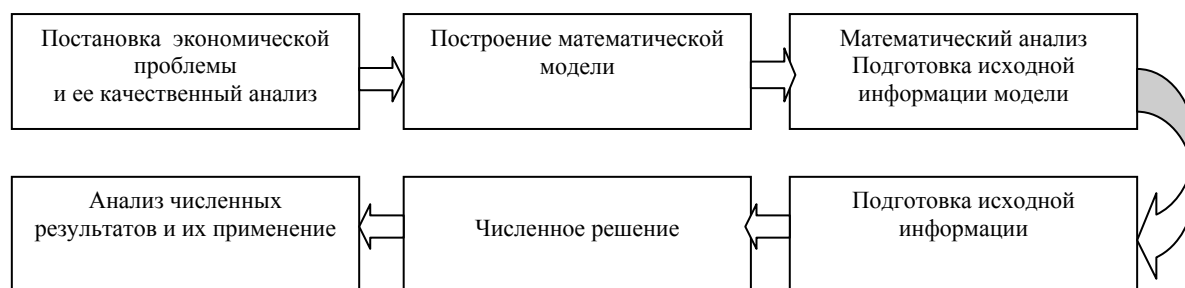 Постановка экономической
проблемы
и ее качественный анализ
Построение математической
модели
Математический анализ
Подготовка исходной
информации модели
Подготовка исходной
информации
Численное решение
Анализ численных
результатов и их применение